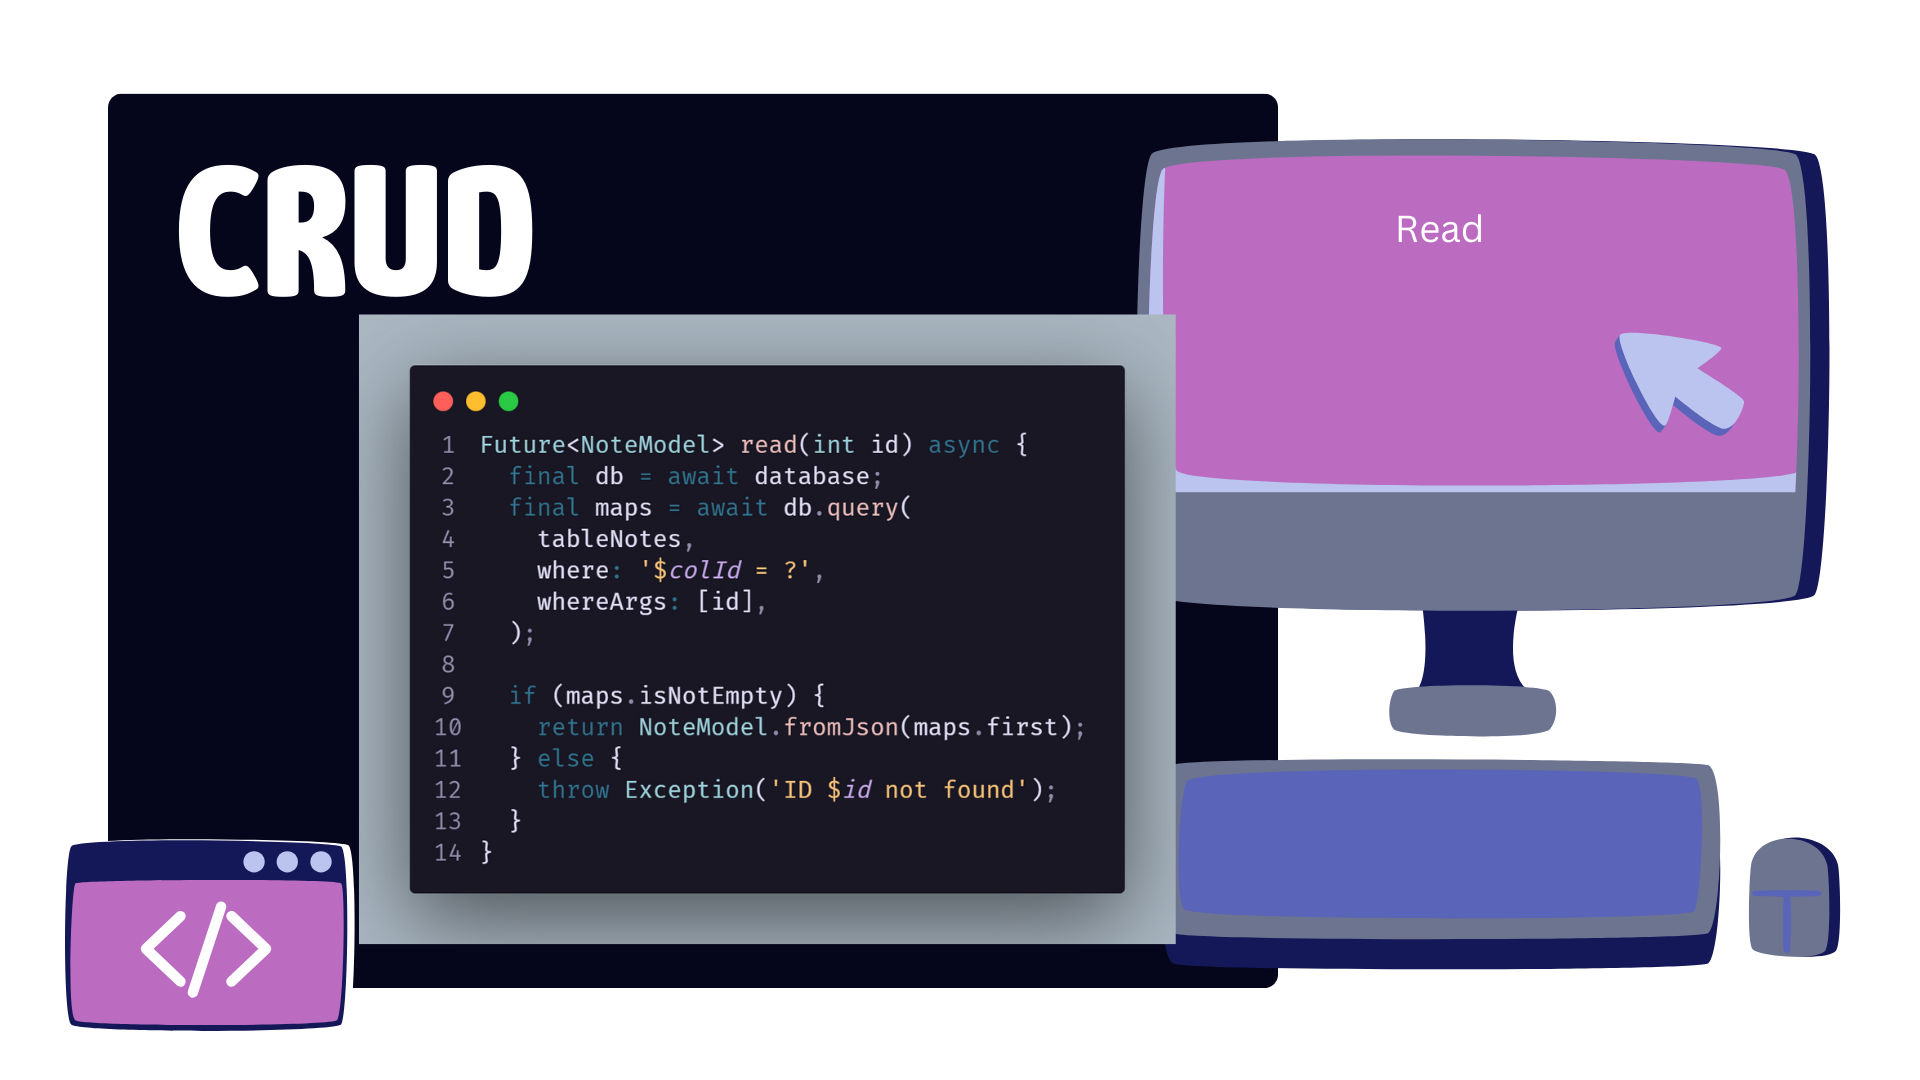 CRUD
Read
1 Future<NoteModel> read(int id) async {
2   final db = await database;
3   final maps = await db.query(
4     tableNotes,
5     where: '$colId = ?',
6     whereArgs: [id],
7   );
8
9   if (maps.isNotEmpty) {
10     return NoteModel.fromJson(maps.first);
11   } else {
12     throw Exception('ID $id not found');
13   }
14 }
</>